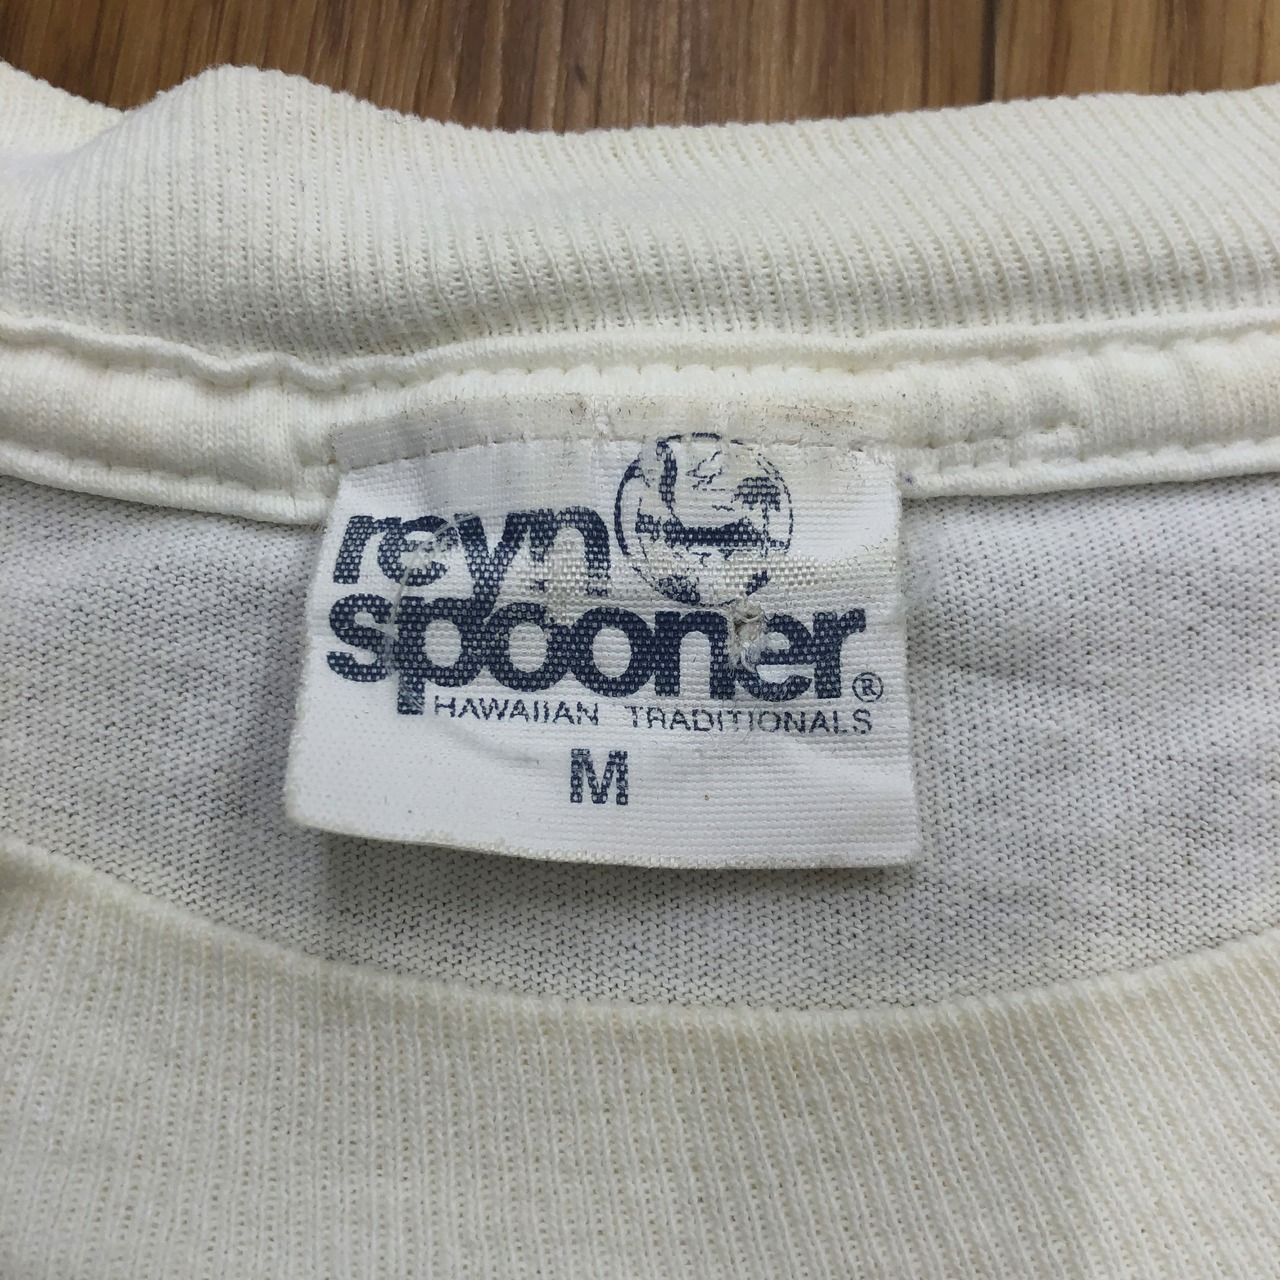 reyn
spooner®
HAWAIIAN TRADITIONALS
M